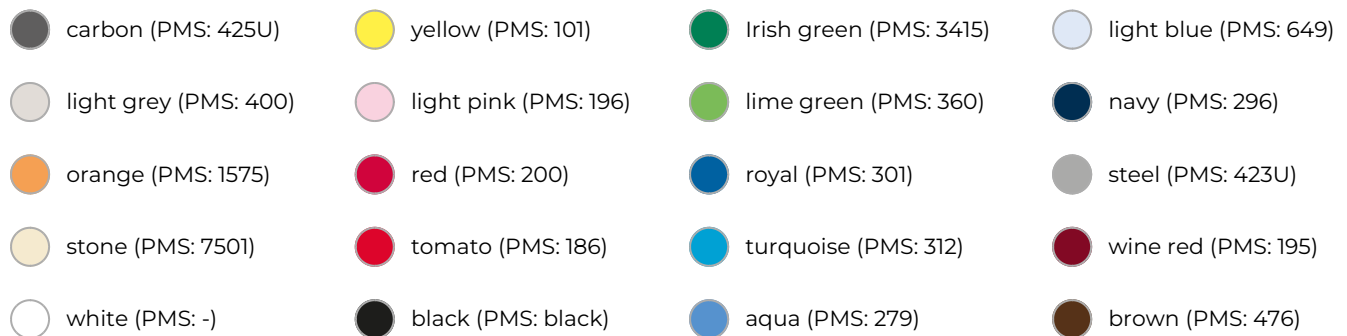 carbon (PMS: 425U)
yellow (PMS: 101)
Irish green (PMS: 3415)
light blue (PMS: 649)
light grey (PMS: 400)
light pink (PMS: 196)
lime green (PMS: 360)
navy (PMS: 296)
orange (PMS: 1575)
red (PMS: 200)
royal (PMS: 301)
steel (PMS: 423U)
stone (PMS: 7501)
tomato (PMS: 186)
turquoise (PMS: 312)
wine red (PMS: 195)
white (PMS: -)
black (PMS: black)
aqua (PMS: 279)
brown (PMS: 476)